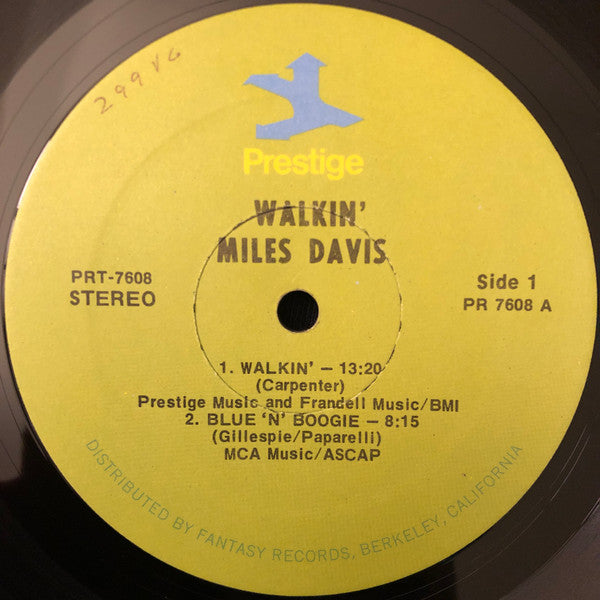 299VG
Prestige
WALKIN'
MILES DAVIS
PRT-7608
STEREO
Side 1
PR 7608 A
1. WALKIN' – 13:20
(Carpenter)
Prestige Music and Frandell Music/BMI
2. BLUE 'N' BOOGIE – 8:15
(Gillespie/Paparelli)
MCA Music/ASCAP
DISTRIBUTED BY FANTASY RECORDS, BERKELEY, CALIFORNIA